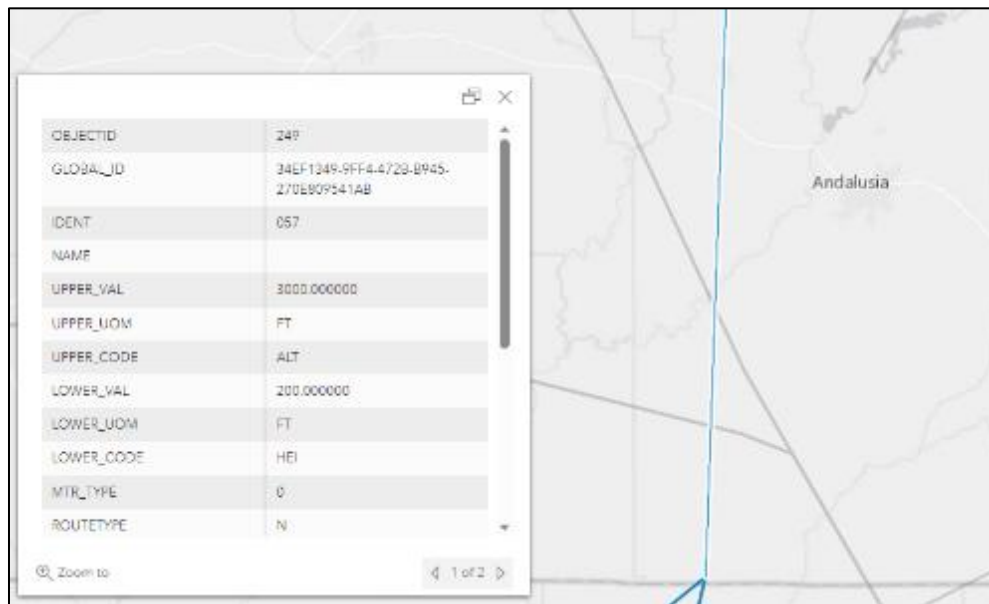 OBJECTID 249
GLOBAL_ID 34EF1349-9FF4-472B-B945-
270E809541AB
IDENT 057
NAME
UPPER_VAL 3000.000000
UPPER_UOM FT
UPPER_CODE ALT
LOWER_VAL 200.000000
LOWER_UOM FT
LOWER_CODE HEI
MTR_TYPE 0
ROUTETYPE N
Zoom to
1 of 2
Andalusia